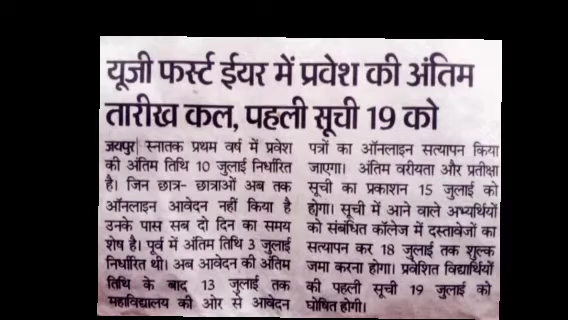 यूजी फर्स्ट ईयर में प्रवेश की अंतिम
तारीख कल, पहली सूची 19 को
जयपुर| स्नातक प्रथम वर्ष में प्रवेश
की अंतिम तिथि 10 जुलाई निर्धारित
है। जिन छात्र- छात्राओं अब तक
ऑनलाइन आवेदन नहीं किया है
उनके पास सब दो दिन का समय
शेष है। पूर्व में अंतिम तिथि 3 जुलाई
निर्धारित थी। अब आवेदन की अंतिम
तिथि के बाद 13 जुलाई तक
महाविद्यालय की ओर से आवेदन
पत्रों का ऑनलाइन सत्यापन किया
जाएगा। अंतिम वरीयता और प्रतीक्षा
सूची का प्रकाशन 15 जुलाई को
होगा। सूची में आने वाले अभ्यर्थियों
को संबंधित कॉलेज में दस्तावेजों का
सत्यापन कर 18 जुलाई तक शुल्क
जमा करना होगा। प्रवेशित विद्यार्थियों
की पहली सूची 19 जुलाई को
घोषित होगी।